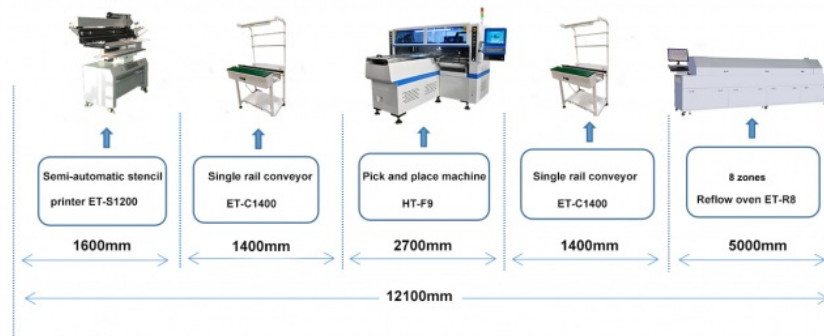 Semi-automatic stencil
printer ET-S1200
Single rail conveyor
ET-C1400
Pick and place machine
HT-F9
Single rail conveyor
ET-C1400
8 zones
Reflow oven ET-R8
1600mm
1400mm
2700mm
1400mm
5000mm
12100mm